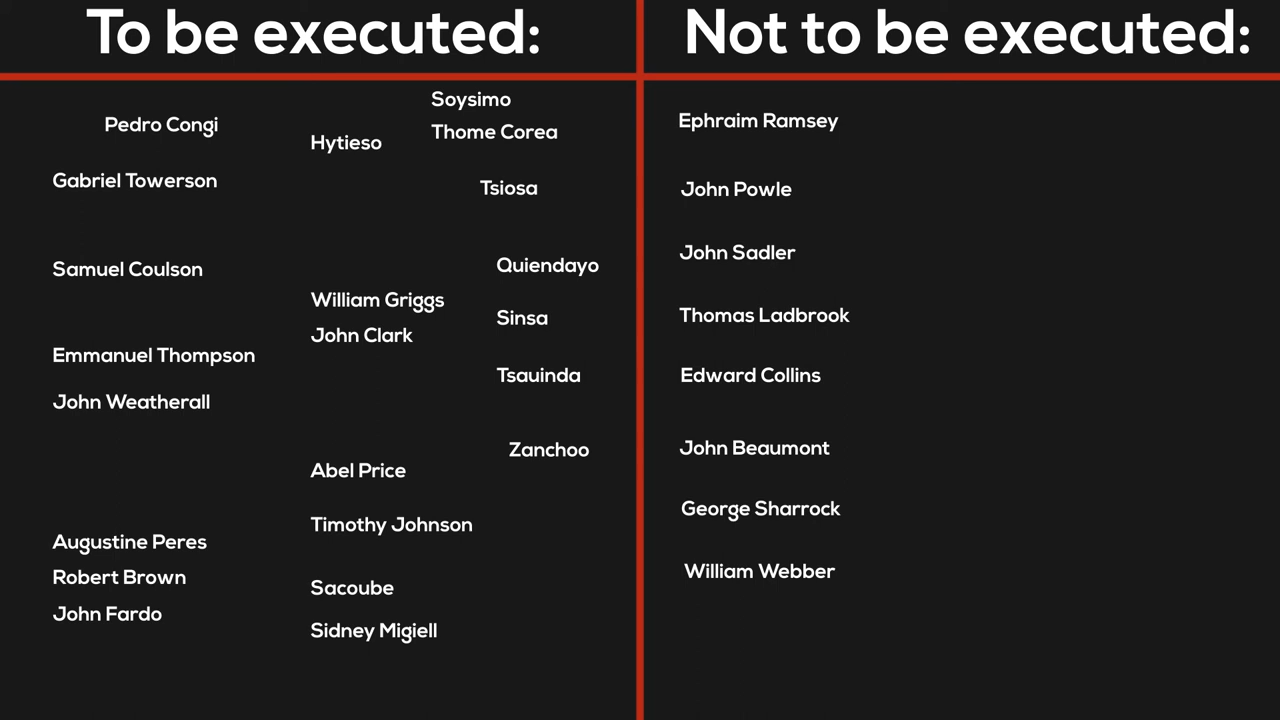 To be executed:
Pedro Congi
Gabriel Towerson
Samuel Coulson
Emmanuel Thompson
John Weatherall
Augustine Peres
Robert Brown
John Fardo
Hytieso
William Griggs
John Clark
Abel Price
Timothy Johnson
Sacoube
Sidney Migiell
Soysimo
Thome Corea
Tsiosa
Quiendayo
Sinsa
Tsauinda
Zanchoo
Not to be executed:
Ephraim Ramsey
John Powle
John Sadler
Thomas Ladbrook
Edward Collins
John Beaumont
George Sharrock
William Webber